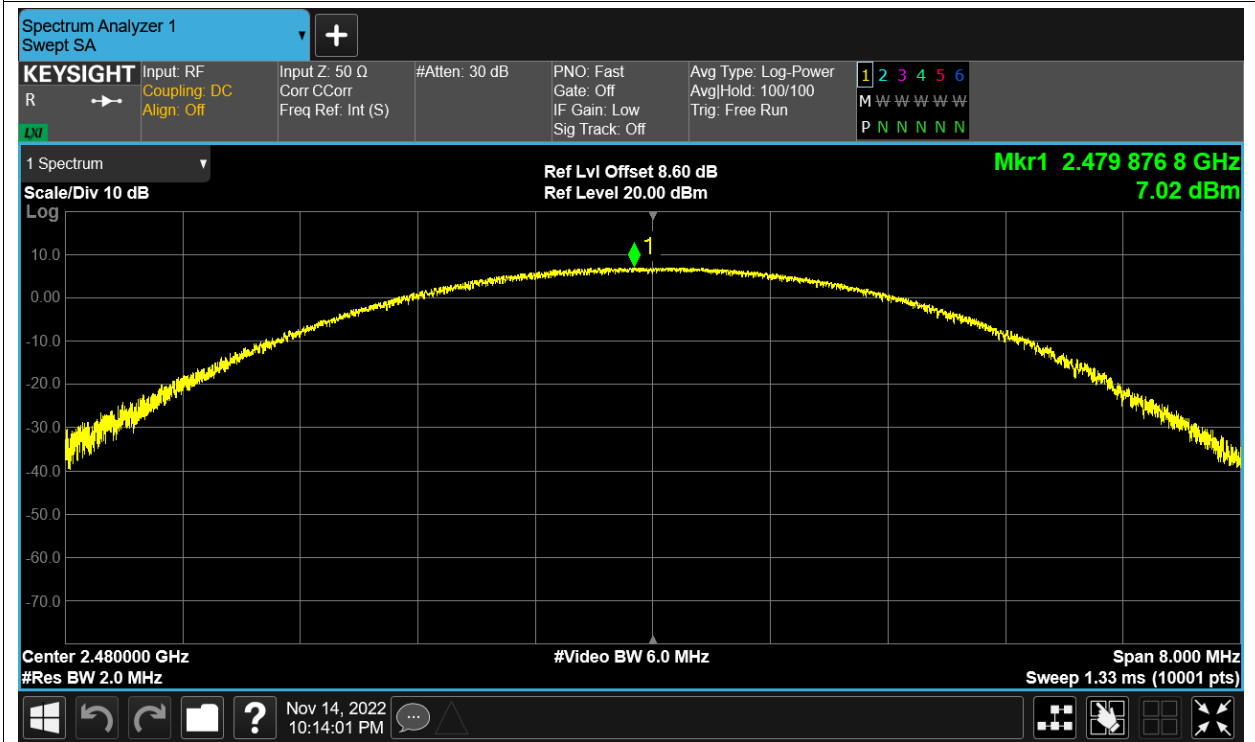 Spectrum Analyzer 1
Swept SA
+
KEYSIGHT
R
LXI
Input: RF
Coupling: DC
Align: Off
Input Z: 50 Ω
Corr CCorr
Freq Ref: Int (S)
#Atten: 30 dB
PNO: Fast
Gate: Off
IF Gain: Low
Sig Track: Off
Avg Type: Log-Power
Avg|Hold: 100/100
Trig: Free Run
1 2 3 4 5 6
M W W W W W
P N N N N N
1 Spectrum
Scale/Div 10 dB
Log
Ref Lvl Offset 8.60 dB
Ref Level 20.00 dBm
Mkr1 2.479 876 8 GHz
7.02 dBm
1
10.0
0.00
-10.0
-20.0
-30.0
-40.0
-50.0
-60.0
-70.0
Center 2.480000 GHz
#Res BW 2.0 MHz
#Video BW 6.0 MHz
Span 8.000 MHz
Sweep 1.33 ms (10001 pts)
?
Nov 14, 2022
10:14:01 PM